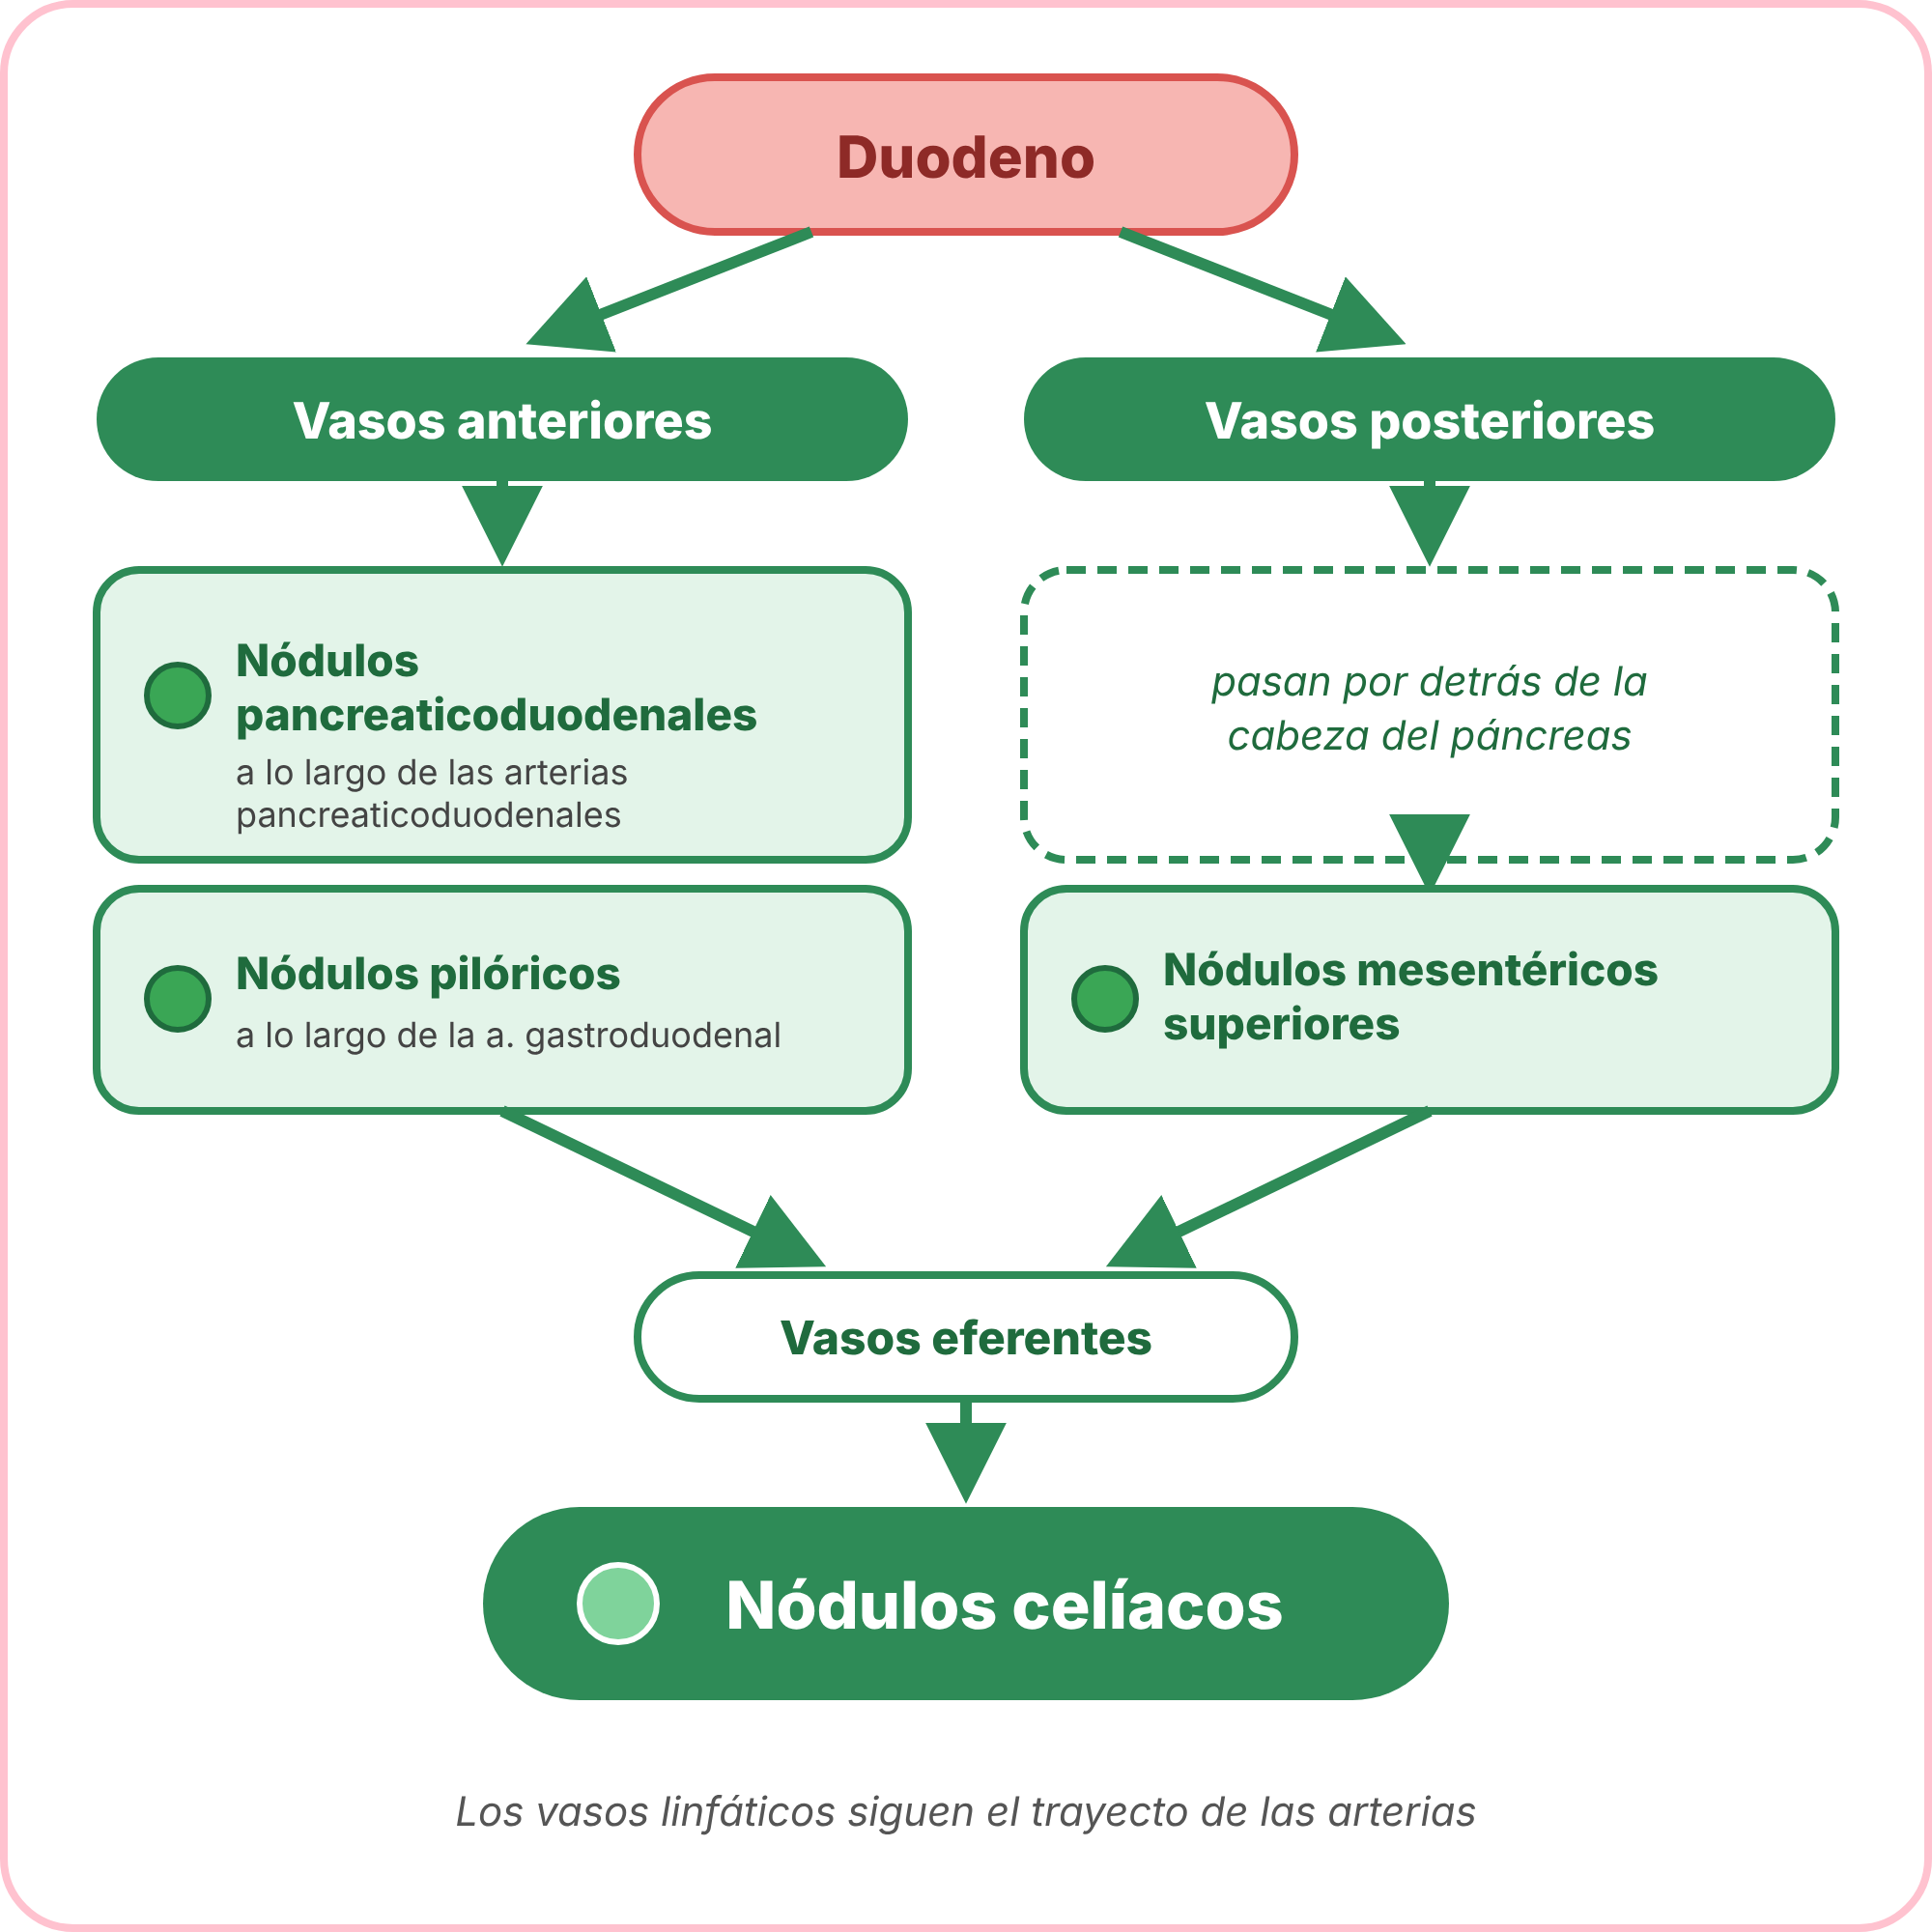 Duodeno
Vasos anteriores
Vasos posteriores
Nódulos
pancreaticoduodenales
a lo largo de las arterias
pancreaticoduodenales
pasan por detrás de la
cabeza del páncreas
Nódulos pilóricos
a lo largo de la a. gastroduodenal
Nódulos mesentéricos
superiores
Vasos eferentes
Nódulos celíacos
Los vasos linfáticos siguen el trayecto de las arterias